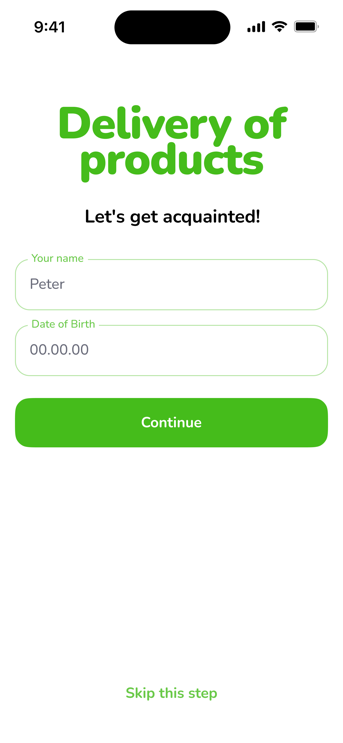 9:41
Delivery of
products
Let's get acquainted!
Your name
Peter
Date of Birth
00.00.00
Continue
Skip this step